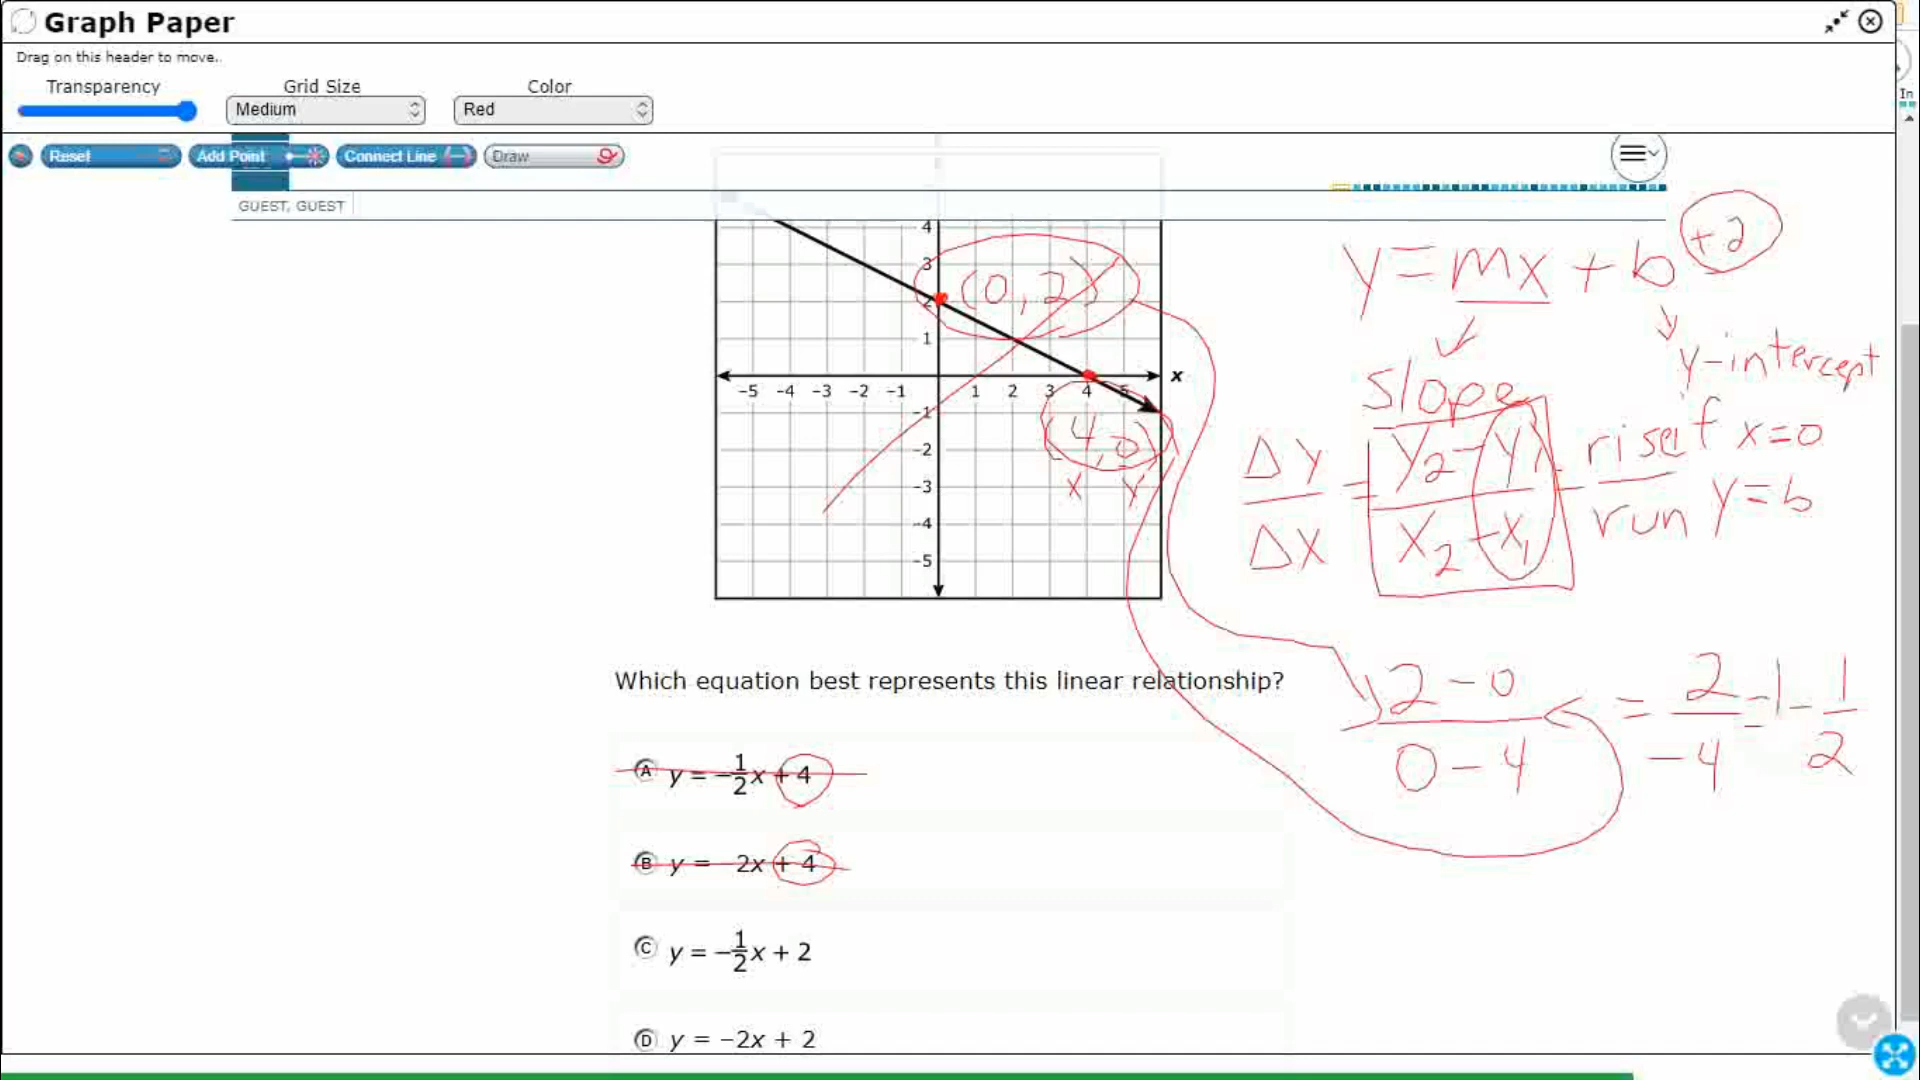 Graph Paper
Drag on this header to move..
Transparency
Grid Size
Color
Medium
Red
In
Reset
Add Point
Connect Line
Draw
GUEST, GUEST
+2
y = mx + b
4
3
2
1
(0, 2)
x
-5 -4 -3 -2 -1 1 2 3 4 5
-1
-2
-3
-4
-5
(4, 0)
x y
slope
y-intercept
Δy/Δx = y₂ - y₁/x₂ - x₁ = rise/run
if x=0
y=b
2 - 0/0 - 4 = 2/-4 = -1 - 1/2
Which equation best represents this linear relationship?
A y = -1/2x + 4
B y = -2x + 4
C y = -1/2x + 2
D y = -2x + 2